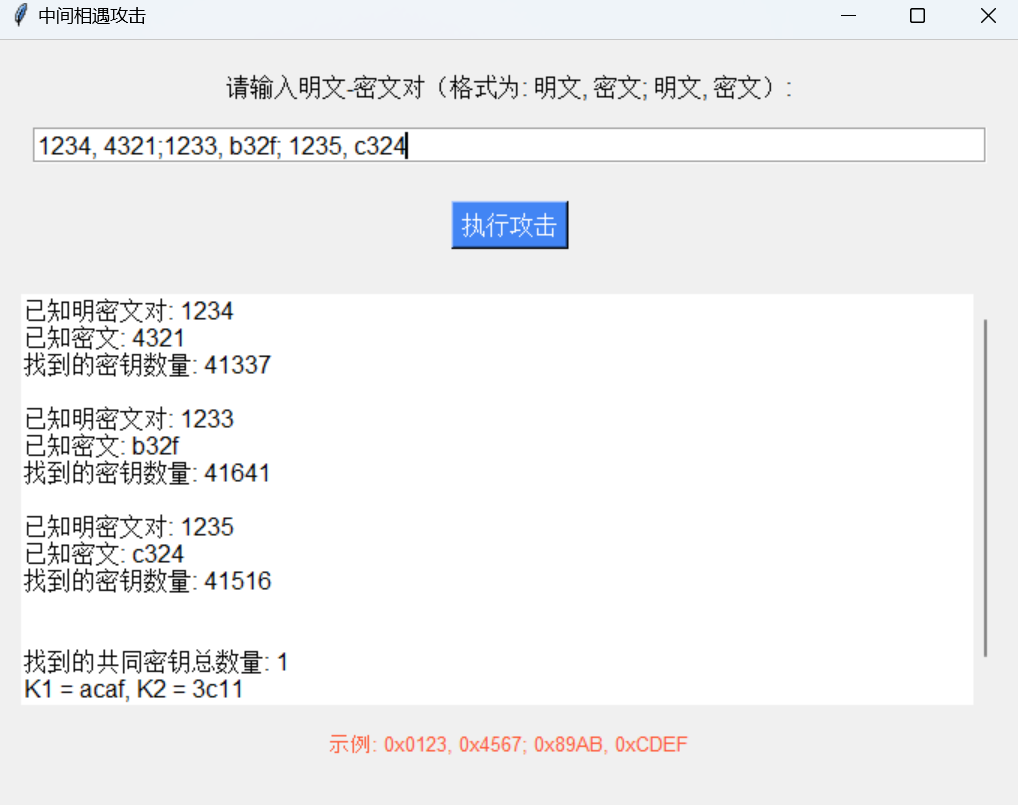 中间相遇攻击
请输入明文-密文对（格式为: 明文, 密文; 明文, 密文）:
1234, 4321;1233, b32f; 1235, c324
执行攻击
已知明密文对: 1234
已知密文: 4321
找到的密钥数量: 41337
已知明密文对: 1233
已知密文: b32f
找到的密钥数量: 41641
已知明密文对: 1235
已知密文: c324
找到的密钥数量: 41516
找到的共同密钥总数量: 1
K1 = acaf, K2 = 3c11
示例: 0x0123, 0x4567; 0x89AB, 0xCDEF